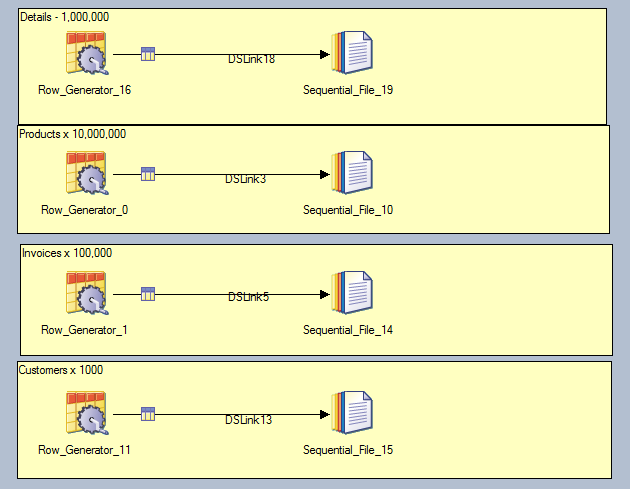 Details - 1,000,000
DSLink18
Row_Generator_16
Sequential_File_19
Products x 10,000,000
DSLink3
Row_Generator_0
Sequential_File_10
Invoices x 100,000
DSLink5
Row_Generator_1
Sequential_File_14
Customers x 1000
DSLink13
Row_Generator_11
Sequential_File_15